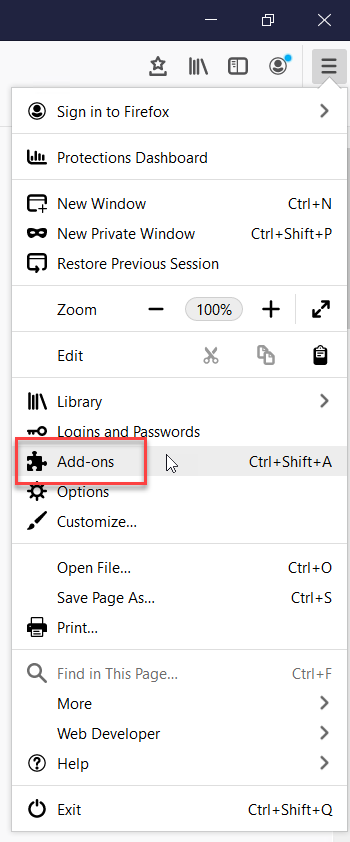 Sign in to Firefox
Protections Dashboard
New Window Ctrl+N
New Private Window Ctrl+Shift+P
Restore Previous Session
Zoom 100%
Edit
Library
Logins and Passwords
Add-ons Ctrl+Shift+A
Options
Customize...
Open File... Ctrl+O
Save Page As... Ctrl+S
Print...
Find in This Page... Ctrl+F
More
Web Developer
Help
Exit Ctrl+Shift+Q